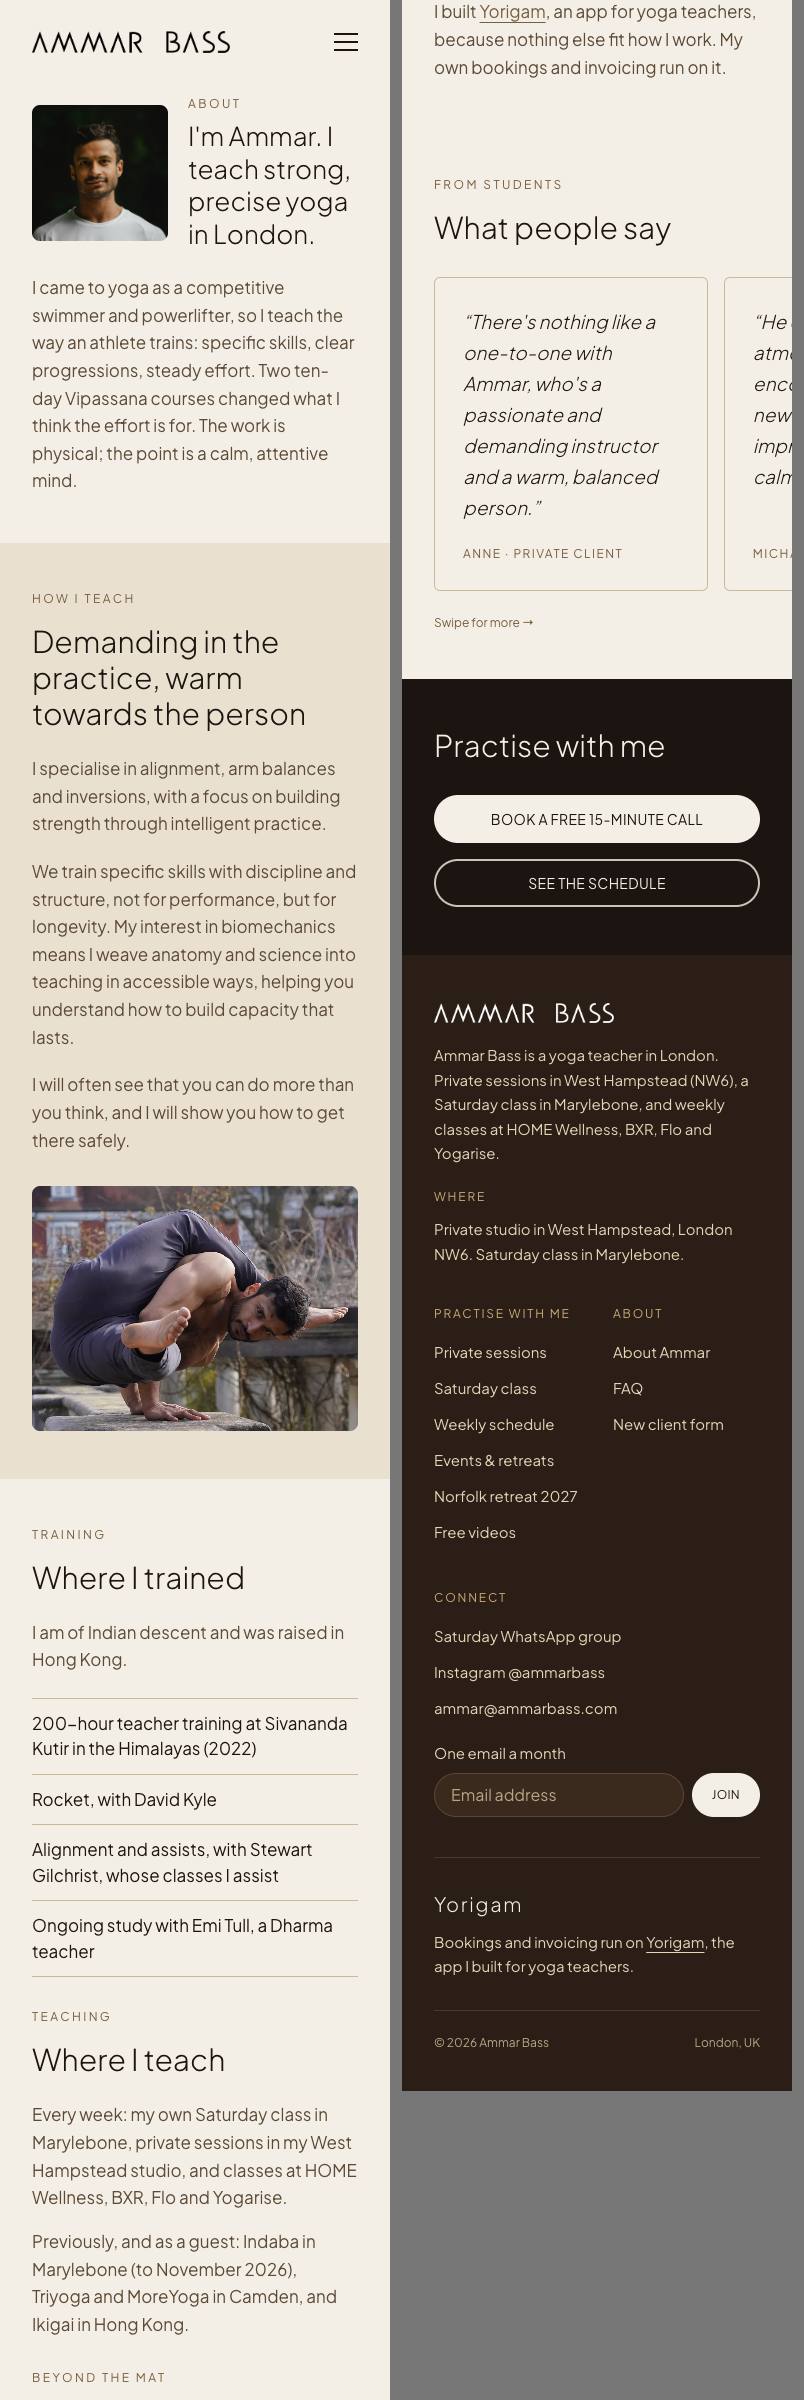 AMMAR BASS
ABOUT
I'm Ammar. I
teach strong,
precise yoga
in London.
I came to yoga as a competitive
swimmer and powerlifter, so I teach the
way an athlete trains: specific skills, clear
progressions, steady effort. Two ten-
day Vipassana courses changed what I
think the effort is for. The work is
physical; the point is a calm, attentive
mind.
HOW I TEACH
Demanding in the
practice, warm
towards the person
I specialise in alignment, arm balances
and inversions, with a focus on building
strength through intelligent practice.
We train specific skills with discipline and
structure, not for performance, but for
longevity. My interest in biomechanics
means I weave anatomy and science into
teaching in accessible ways, helping you
understand how to build capacity that
lasts.
I will often see that you can do more than
you think, and I will show you how to get
there safely.
TRAINING
Where I trained
I am of Indian descent and was raised in
Hong Kong.
200-hour teacher training at Sivananda
Kutir in the Himalayas (2022)
Rocket, with David Kyle
Alignment and assists, with Stewart
Gilchrist, whose classes I assist
Ongoing study with Emi Tull, a Dharma
teacher
TEACHING
Where I teach
Every week: my own Saturday class in
Marylebone, private sessions in my West
Hampstead studio, and classes at HOME
Wellness, BXR, Flo and Yogarise.
Previously, and as a guest: Indaba in
Marylebone (to November 2026),
Triyoga and MoreYoga in Camden, and
Ikigai in Hong Kong.
BEYOND THE MAT
I built Yorigam, an app for yoga teachers,
because nothing else fit how I work. My
own bookings and invoicing run on it.
FROM STUDENTS
What people say
“There's nothing like a
one-to-one with
Ammar, who's a
passionate and
demanding instructor
and a warm, balanced
person.”
ANNE · PRIVATE CLIENT
“He
Swipe for more →
Practise with me
BOOK A FREE 15-MINUTE CALL
SEE THE SCHEDULE
AMMAR BASS
Ammar Bass is a yoga teacher in London.
Private sessions in West Hampstead (NW6), a
Saturday class in Marylebone, and weekly
classes at HOME Wellness, BXR, Flo and
Yogarise.
WHERE
Private studio in West Hampstead, London
NW6. Saturday class in Marylebone.
PRACTISE WITH ME
Private sessions
Saturday class
Weekly schedule
Events & retreats
Norfolk retreat 2027
Free videos
ABOUT
About Ammar
FAQ
New client form
CONNECT
Saturday WhatsApp group
Instagram @ammarbass
ammar@ammarbass.com
One email a month
Email address
JOIN
Yorigam
Bookings and invoicing run on Yorigam, the
app I built for yoga teachers.
© 2026 Ammar Bass
London, UK